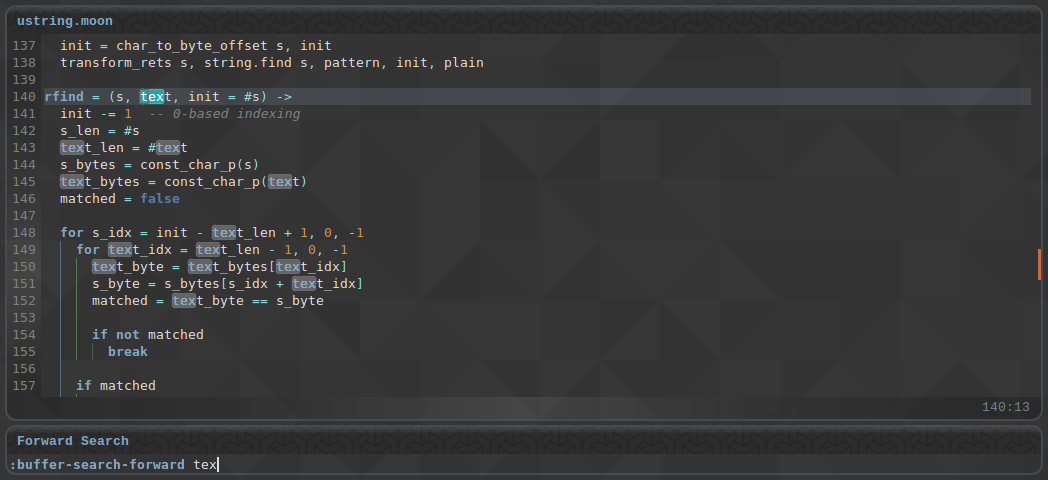 ustring.moon
137 init = char_to_byte_offset s, init
138 transform_rets s, string.find s, pattern, init, plain
139
140 rfind = (s, text, init = #s) ->
141 init -= 1 -- 0-based indexing
142 s_len = #s
143 text_len = #text
144 s_bytes = const_char_p(s)
145 text_bytes = const_char_p(text)
146 matched = false
147
148 for s_idx = init - text_len + 1, 0, -1
149 for text_idx = text_len - 1, 0, -1
150 text_byte = text_bytes[text_idx]
151 s_byte = s_bytes[s_idx + text_idx]
152 matched = text_byte == s_byte
153
154 if not matched
155 break
156
157 if matched
140:13
Forward Search
:buffer-search-forward tex